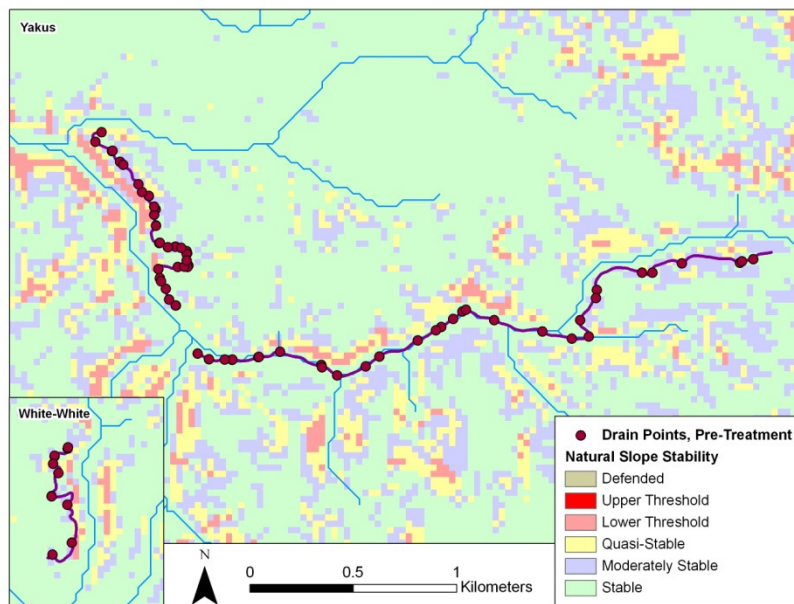 Yakus
White-White
Drain Points, Pre-Treatment
Natural Slope Stability
Defended
Upper Threshold
Lower Threshold
Quasi-Stable
Moderately Stable
Stable
N
0 0.5 1
Kilometers